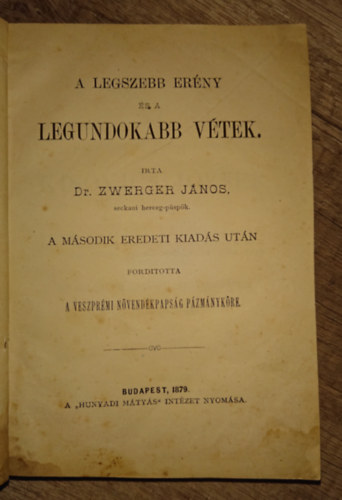 A LEGSZEBB ERÉNY
ÉS A
LEGUNDOKABB VÉTEK.
IRTA
Dr. ZWERGER JÁNOS,
seckaui herczeg-püspök.
A MÁSODIK EREDETI KIADÁS UTÁN
FORDITOTTA
A VESZPRÉMI NÖVENDÉKPAPSÁG PÁZMÁNYKÖRE.
BUDAPEST, 1879.
A „HUNYADI MÁTYÁS“ INTÉZET NYOMÁSA.